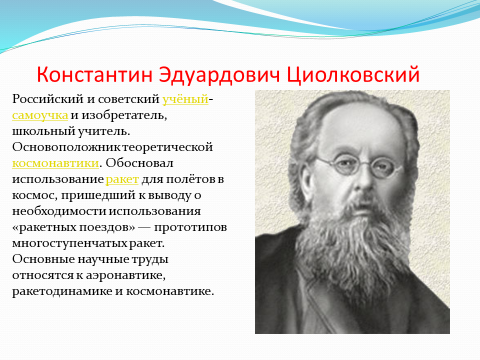 Константин Эдуардович Циолковский
Российский и советский учёный-
самоучка и изобретатель,
школьный учитель.
Основоположник теоретической
космонавтики. Обосновал
использование ракет для полётов в
космос, пришедший к выводу о
необходимости использования
«ракетных поездов» — прототипов
многоступенчатых ракет.
Основные научные труды
относятся к аэронавтике,
ракетодинамике и космонавтике.